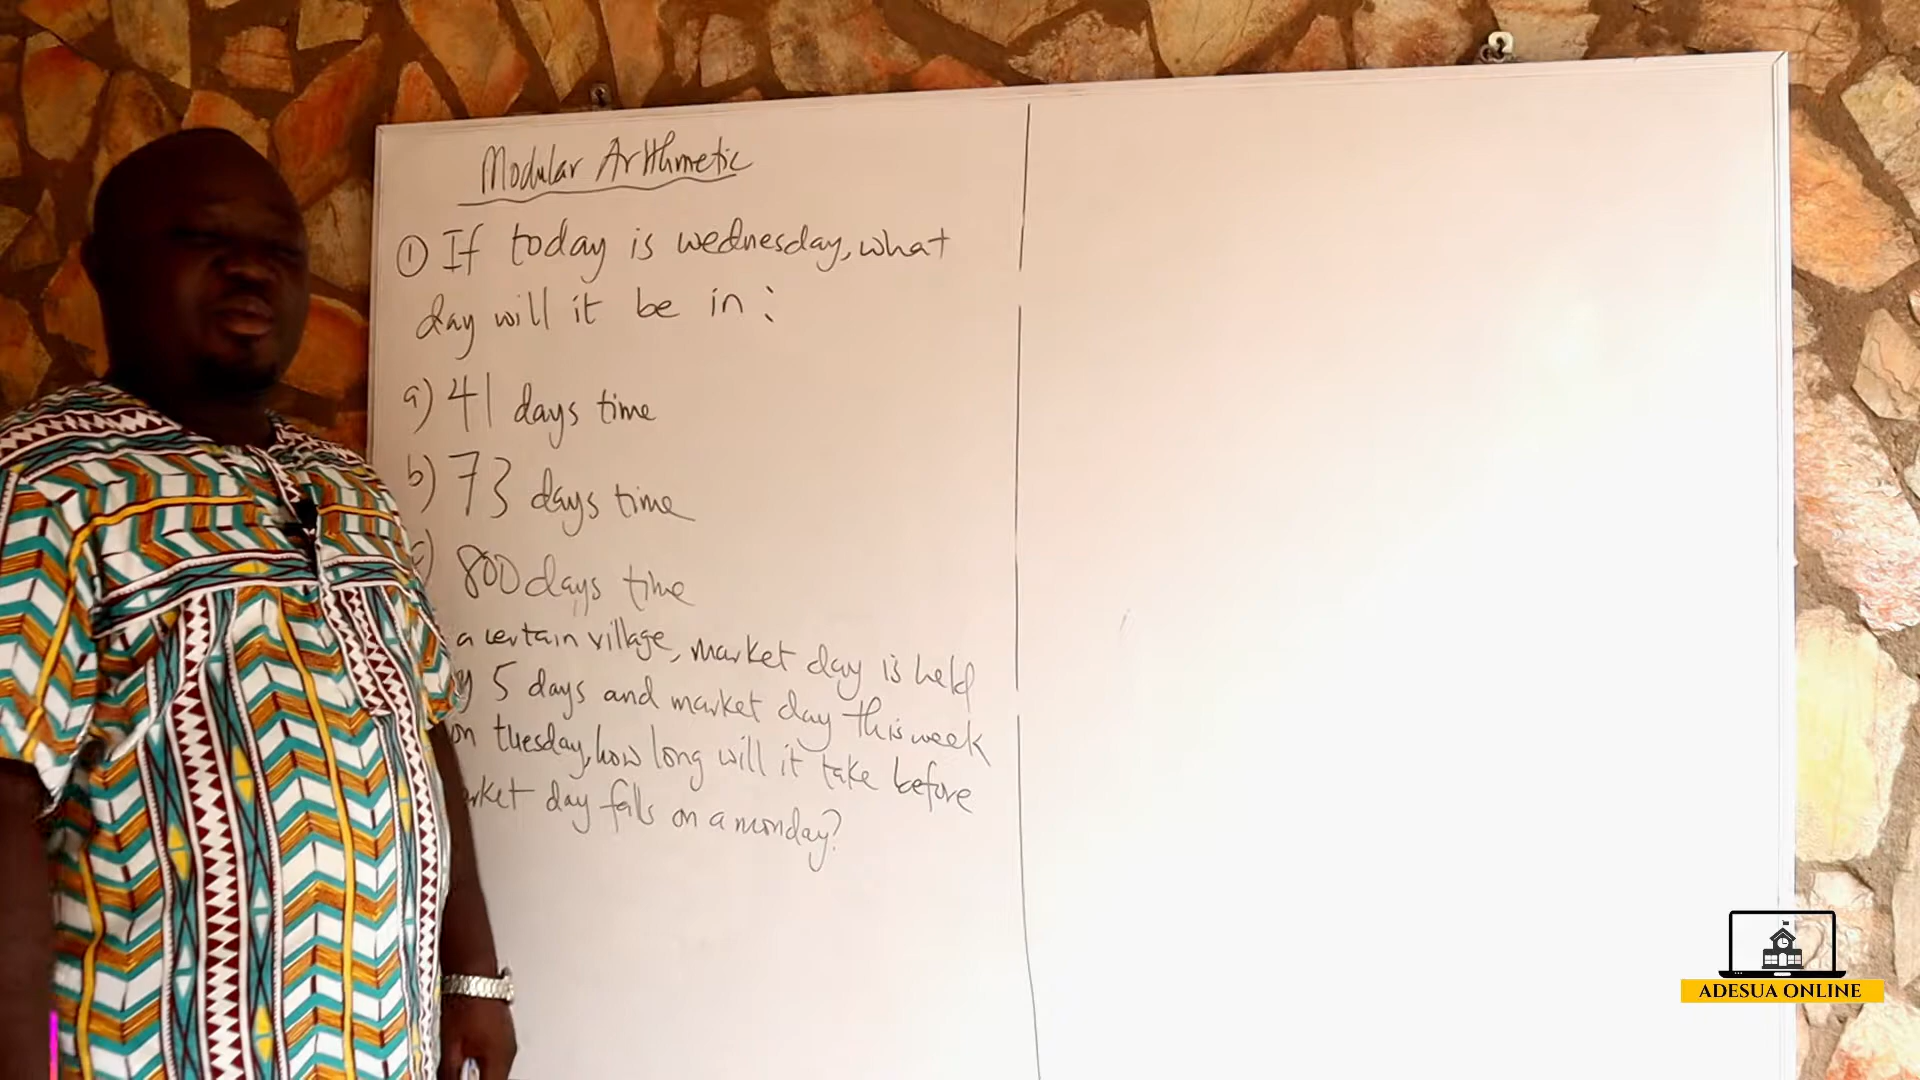 Modular Arithmetic
① If today is wednesday, what
day will it be in :
a) 41 days time
b) 73 days time
c) 800 days time
a certain village, market day is held
y 5 days and market day this week
on tuesday, how long will it take before
rket day falls on a monday?
ADESUA ONLINE